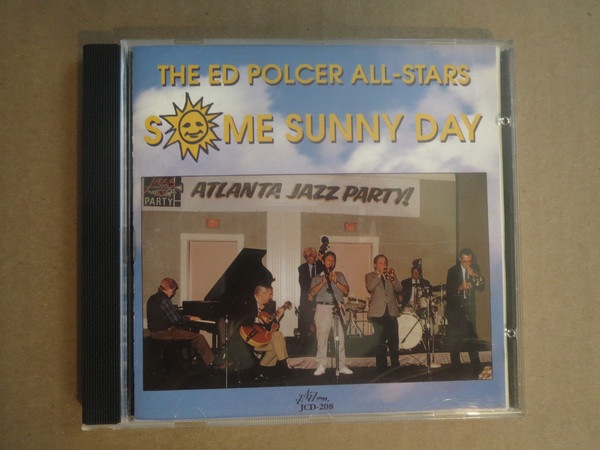 THE ED POLCER ALL-STARS
SOME SUNNY DAY
PARTY
ATLANTA JAZZ PARTY!
JCD-208